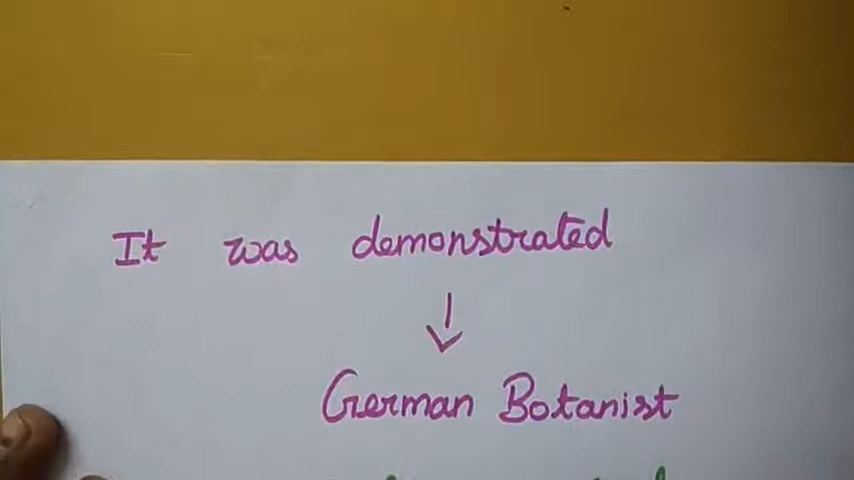 It was demonstrated
↓
German Botanist